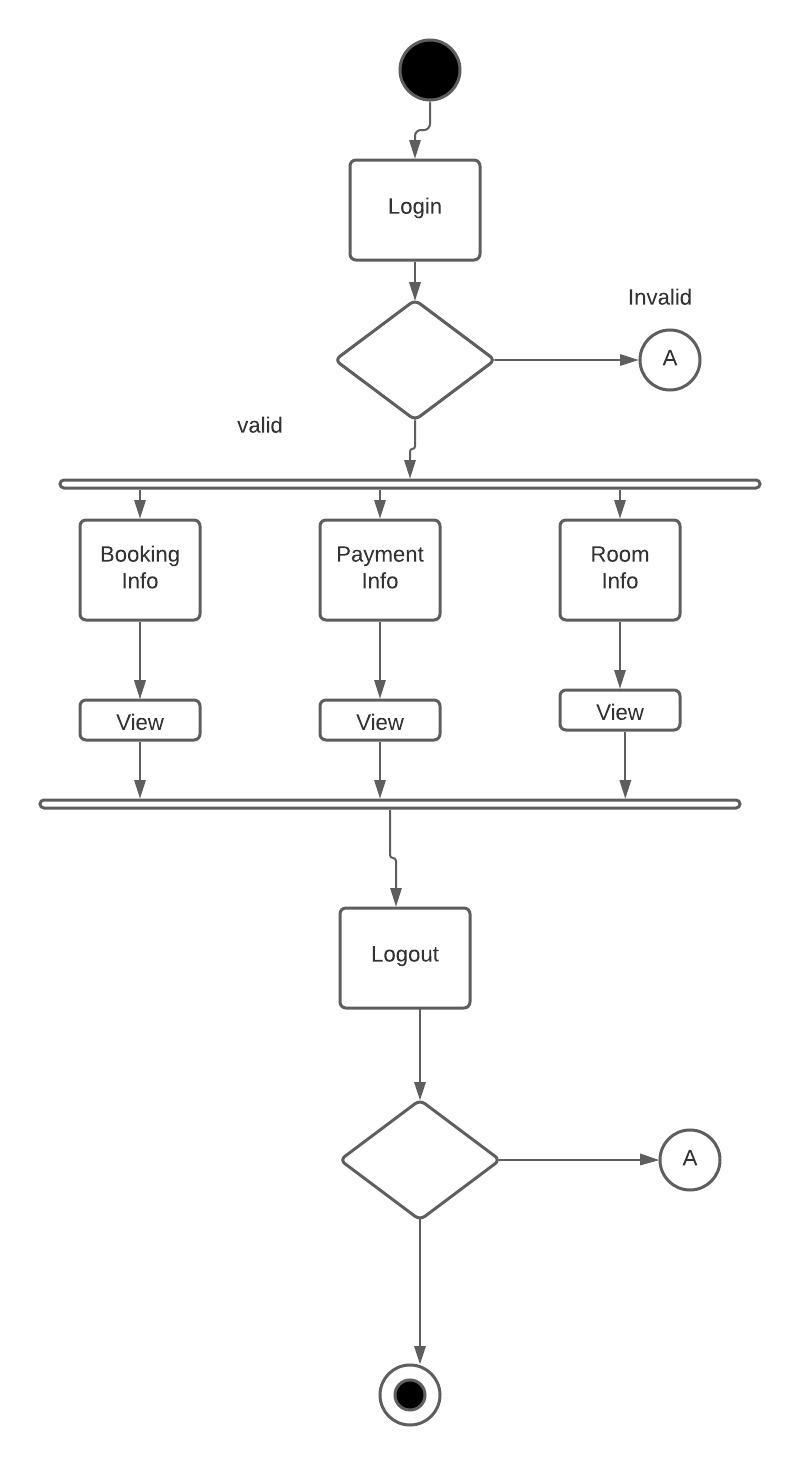 Login
Invalid
A
valid
Booking
Info
Payment
Info
Room
Info
View
View
View
Logout
A